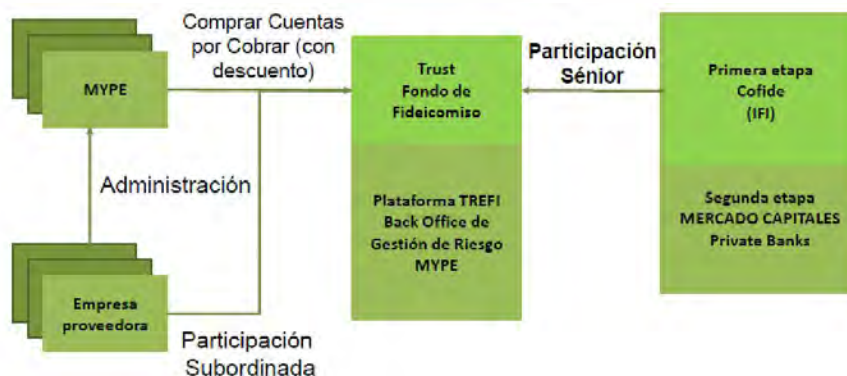 Comprar Cuentas
por Cobrar (con
descuento)
MYPE
Administración
Empresa
proveedora
Participación
Subordinada
Trust
Fondo de
Fideicomiso
Plataforma TREFI
Back Office de
Gestión de Riesgo
MYPE
Participación
Sénior
Primera etapa
Cofide
(IFI)
Segunda etapa
MERCADO CAPITALES
Private Banks